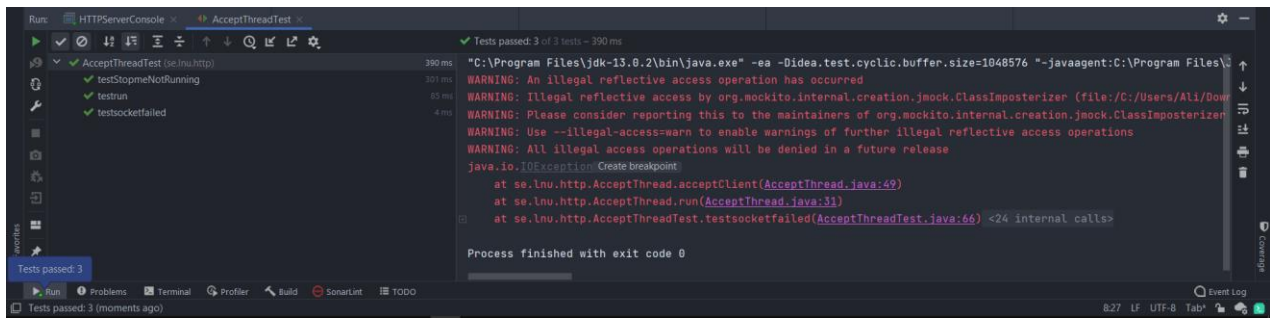 Run: HTTPServerConsole × AcceptThreadTest ×
Tests passed: 3 of 3 tests – 390 ms
AcceptThreadTest (se.lnu.http) 390 ms
testStopmeNotRunning 301 ms
testrun 65 ms
testsocketfailed 4 ms
"C:\Program Files\jdk-13.0.2\bin\java.exe" -ea -Didea.test.cyclic.buffer.size=1048576 "-javaagent:C:\Program Files\J
WARNING: An illegal reflective access operation has occurred
WARNING: Illegal reflective access by org.mockito.internal.creation.jmock.ClassImposterizer (file:/C:/Users/Ali/Dow
WARNING: Please consider reporting this to the maintainers of org.mockito.internal.creation.jmock.ClassImposterizer
WARNING: Use --illegal-access=warn to enable warnings of further illegal reflective access operations
WARNING: All illegal access operations will be denied in a future release
java.io.IOException Create breakpoint
at se.lnu.http.AcceptThread.acceptClient(AcceptThread.java:49)
at se.lnu.http.AcceptThread.run(AcceptThread.java:31)
at se.lnu.http.AcceptThreadTest.testsocketfailed(AcceptThreadTest.java:66) <24 internal calls>
Process finished with exit code 0
Favorites
Coverage
Tests passed: 3
Run Problems Terminal Profiler Build SonarLint TODO Event Log
Tests passed: 3 (moments ago) 8:27 LF UTF-8 Tab*